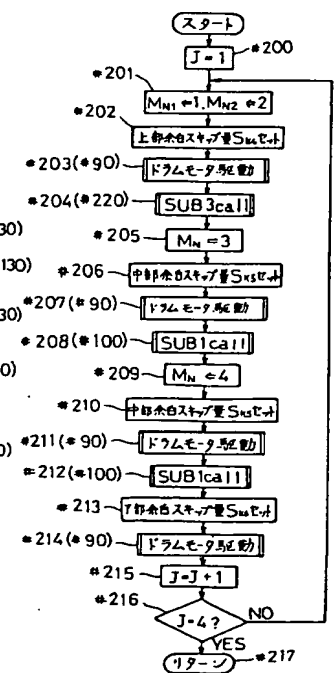 スタート
#200
J=1
#201
MN1←1, MN2←2
#202
上部余白スキップ量SK4セット
#203(#90)
ドラムモータ駆動
#204(#220)
SUB3call
#205
MN=3
#206
中部余白スキップ量SK5セット
#207(#90)
ドラムモータ駆動
#208(#100)
SUB1call
#209
MN←4
#210
中部余白スキップ量SK5セット
#211(#90)
ドラムモータ駆動
#212(#100)
SUB1call
#213
下部余白スキップ量SK6セット
#214(#90)
ドラムモータ駆動
#215
J=J+1
#216
J=4?
NO
YES
リターン
#217
30)
130)
30)
0)
0)